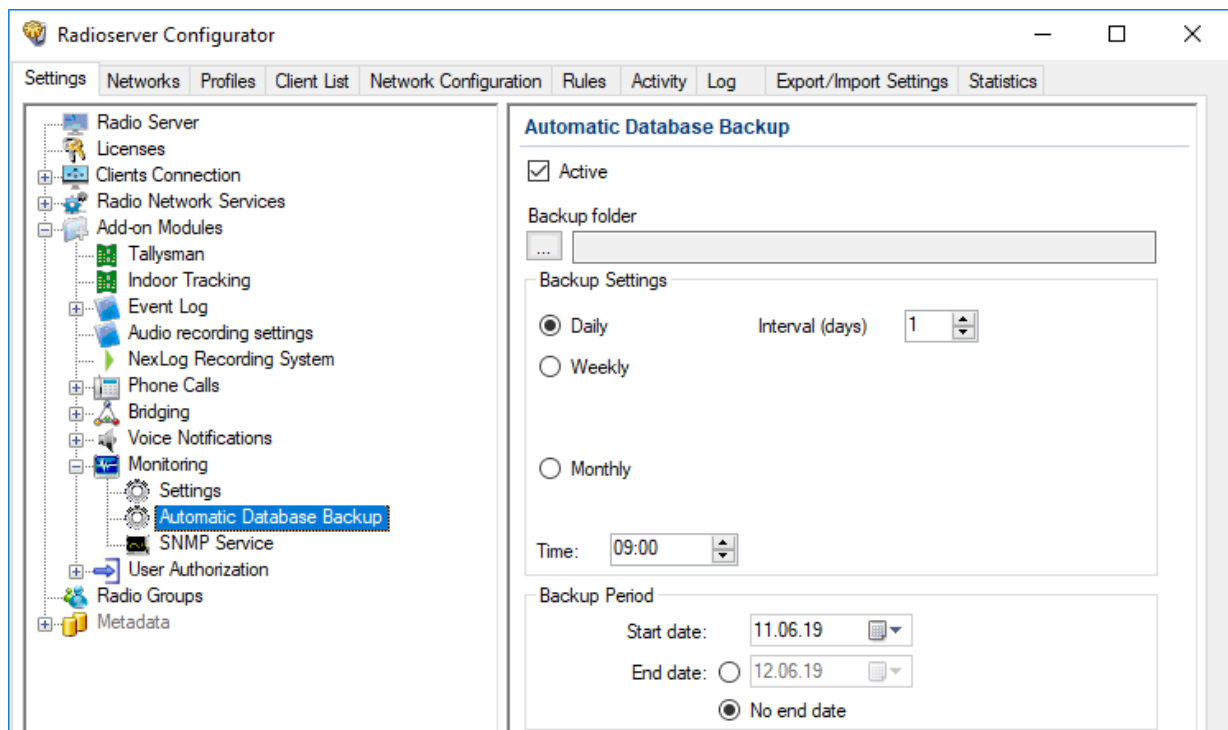 Radioserver Configurator
Settings Networks Profiles Client List Network Configuration Rules Activity Log Export/Import Settings Statistics
Radio Server
Licenses
Clients Connection
Radio Network Services
Add-on Modules
Tallysman
Indoor Tracking
Event Log
Audio recording settings
NexLog Recording System
Phone Calls
Bridging
Voice Notifications
Monitoring
Settings
Automatic Database Backup
SNMP Service
User Authorization
Radio Groups
Metadata
Automatic Database Backup
Active
Backup folder
...
Backup Settings
Daily Interval (days) 1
Weekly
Monthly
Time: 09:00
Backup Period
Start date: 11.06.19
End date: 12.06.19
No end date